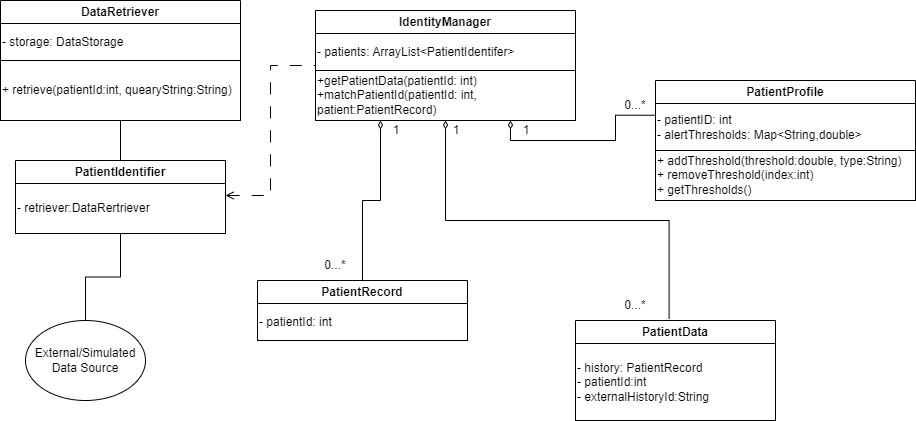 DataRetriever
- storage: DataStorage
+ retrieve(patientId:int, quearyString:String)
IdentityManager
- patients: ArrayList<PatientIdentifer>
+getPatientData(patientId: int)
+matchPatientId(patientId: int,
patient:PatientRecord)
1
1
1
0...*
PatientProfile
- patientID: int
- alertThresholds: Map<String,double>
+ addThreshold(threshold:double, type:String)
+ removeThreshold(index:int)
+ getThresholds()
PatientIdentifier
- retriever:DataRertriever
0...*
PatientRecord
- patientId: int
0...*
PatientData
- history: PatientRecord
- patientId:int
- externalHistoryId:String
External/Simulated
Data Source